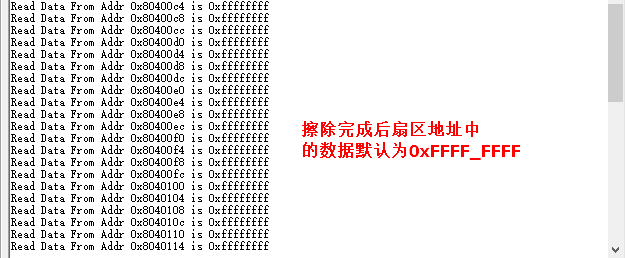 Read Data From Addr 0x80400c4 is 0xffffffff
Read Data From Addr 0x80400c8 is 0xffffffff
Read Data From Addr 0x80400cc is 0xffffffff
Read Data From Addr 0x80400d0 is 0xffffffff
Read Data From Addr 0x80400d4 is 0xffffffff
Read Data From Addr 0x80400d8 is 0xffffffff
Read Data From Addr 0x80400dc is 0xffffffff
Read Data From Addr 0x80400e0 is 0xffffffff
Read Data From Addr 0x80400e4 is 0xffffffff
Read Data From Addr 0x80400e8 is 0xffffffff
Read Data From Addr 0x80400ec is 0xffffffff
Read Data From Addr 0x80400f0 is 0xffffffff
Read Data From Addr 0x80400f4 is 0xffffffff
Read Data From Addr 0x80400f8 is 0xffffffff
Read Data From Addr 0x80400fc is 0xffffffff
Read Data From Addr 0x8040100 is 0xffffffff
Read Data From Addr 0x8040104 is 0xffffffff
Read Data From Addr 0x8040108 is 0xffffffff
Read Data From Addr 0x804010c is 0xffffffff
Read Data From Addr 0x8040110 is 0xffffffff
Read Data From Addr 0x8040114 is 0xffffffff
擦除完成后扇区地址中
的数据默认为0xFFFF_FFFF